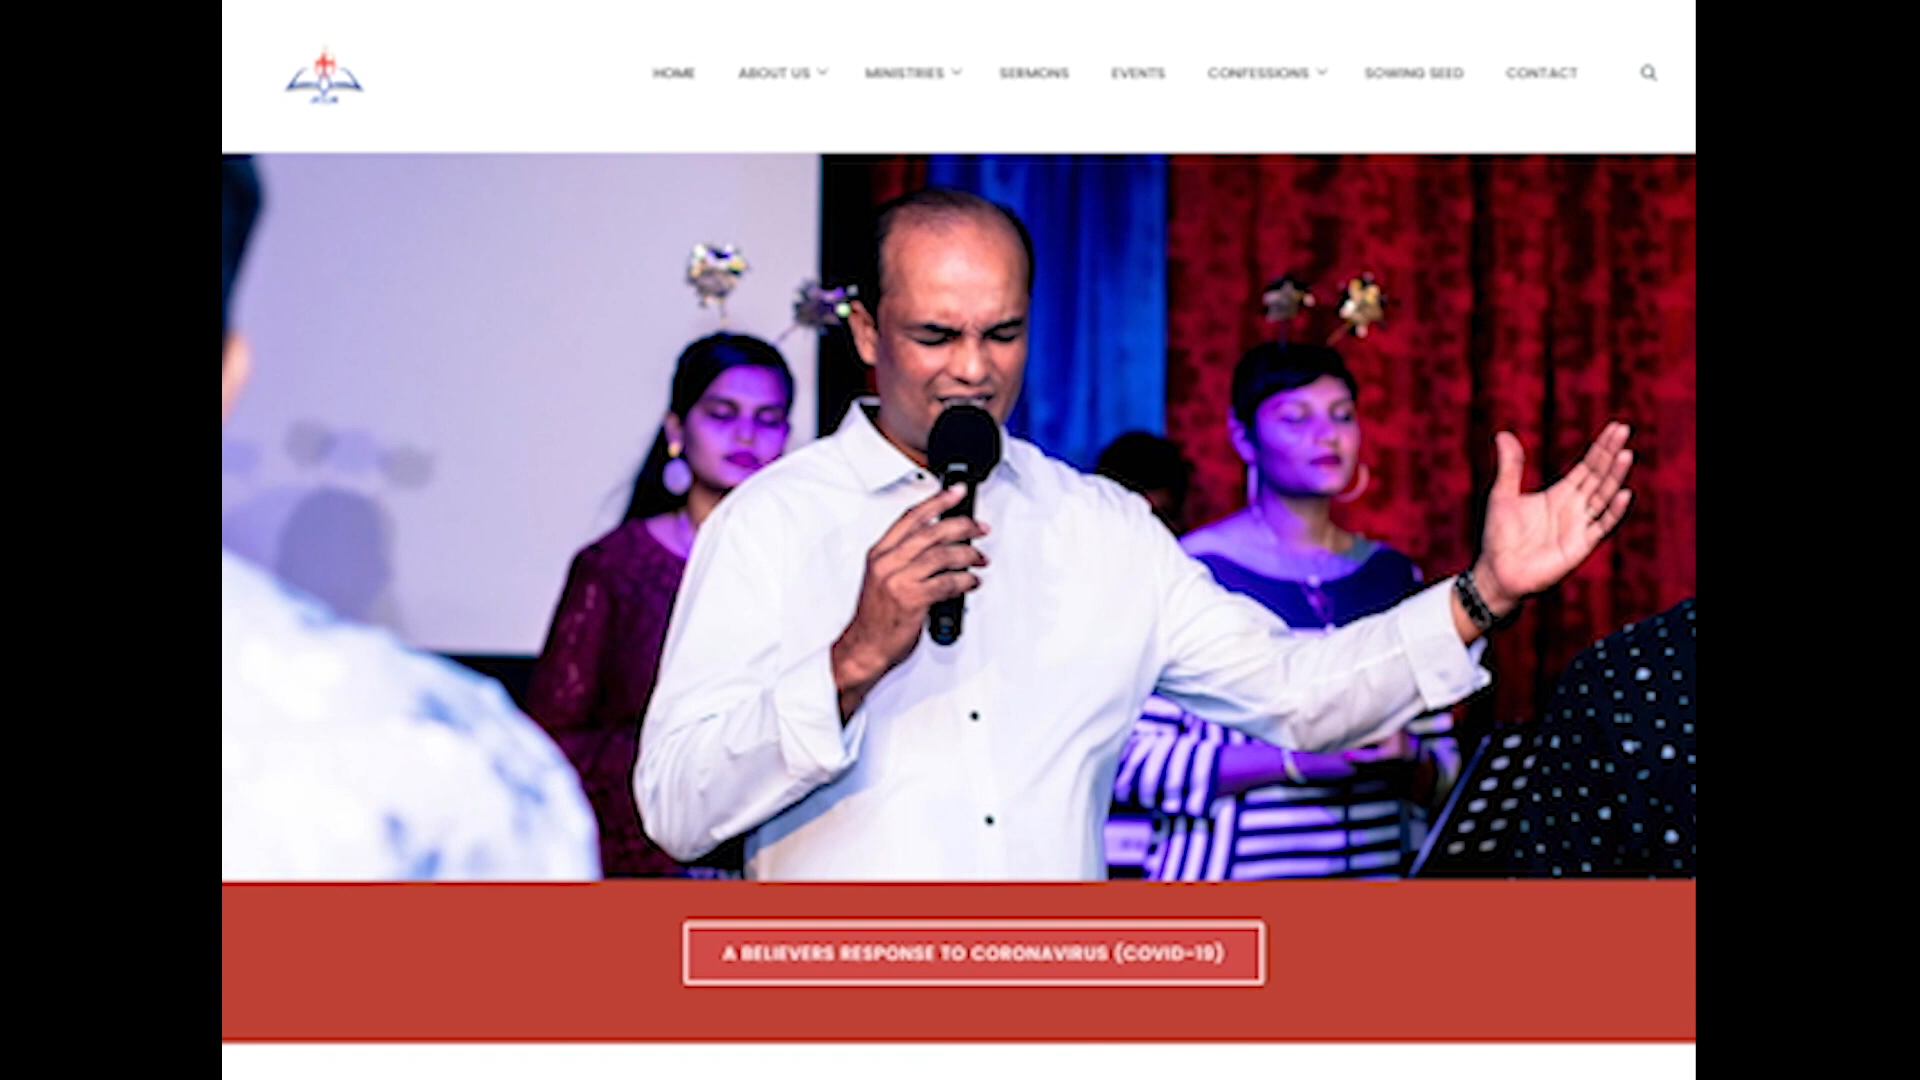 HOME
ABOUT US
MINISTRIES
SERMONS
EVENTS
CONFESSIONS
SOWING SEED
CONTACT
A BELIEVERS RESPONSE TO CORONAVIRUS (COVID-19)